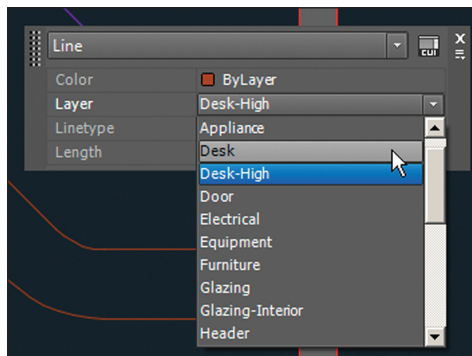 Line
CUI
Color ByLayer
Layer Desk-High
Linetype Appliance
Length Desk
Desk-High
Door
Electrical
Equipment
Furniture
Glazing
Glazing-Interior
Header